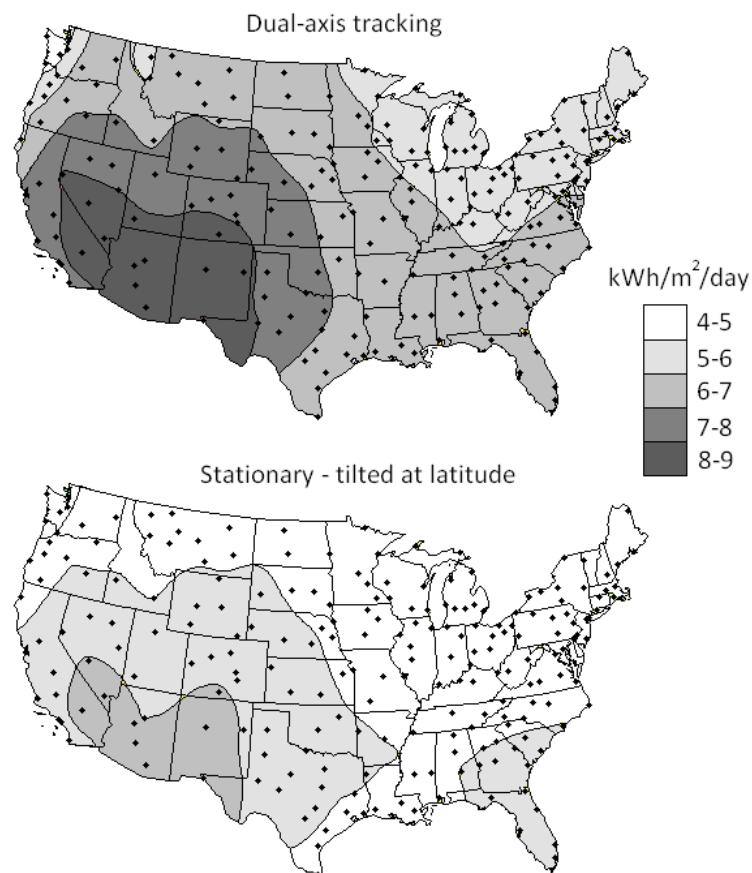 Dual-axis tracking
kWh/m²/day
4-5
5-6
6-7
7-8
8-9
Stationary - tilted at latitude